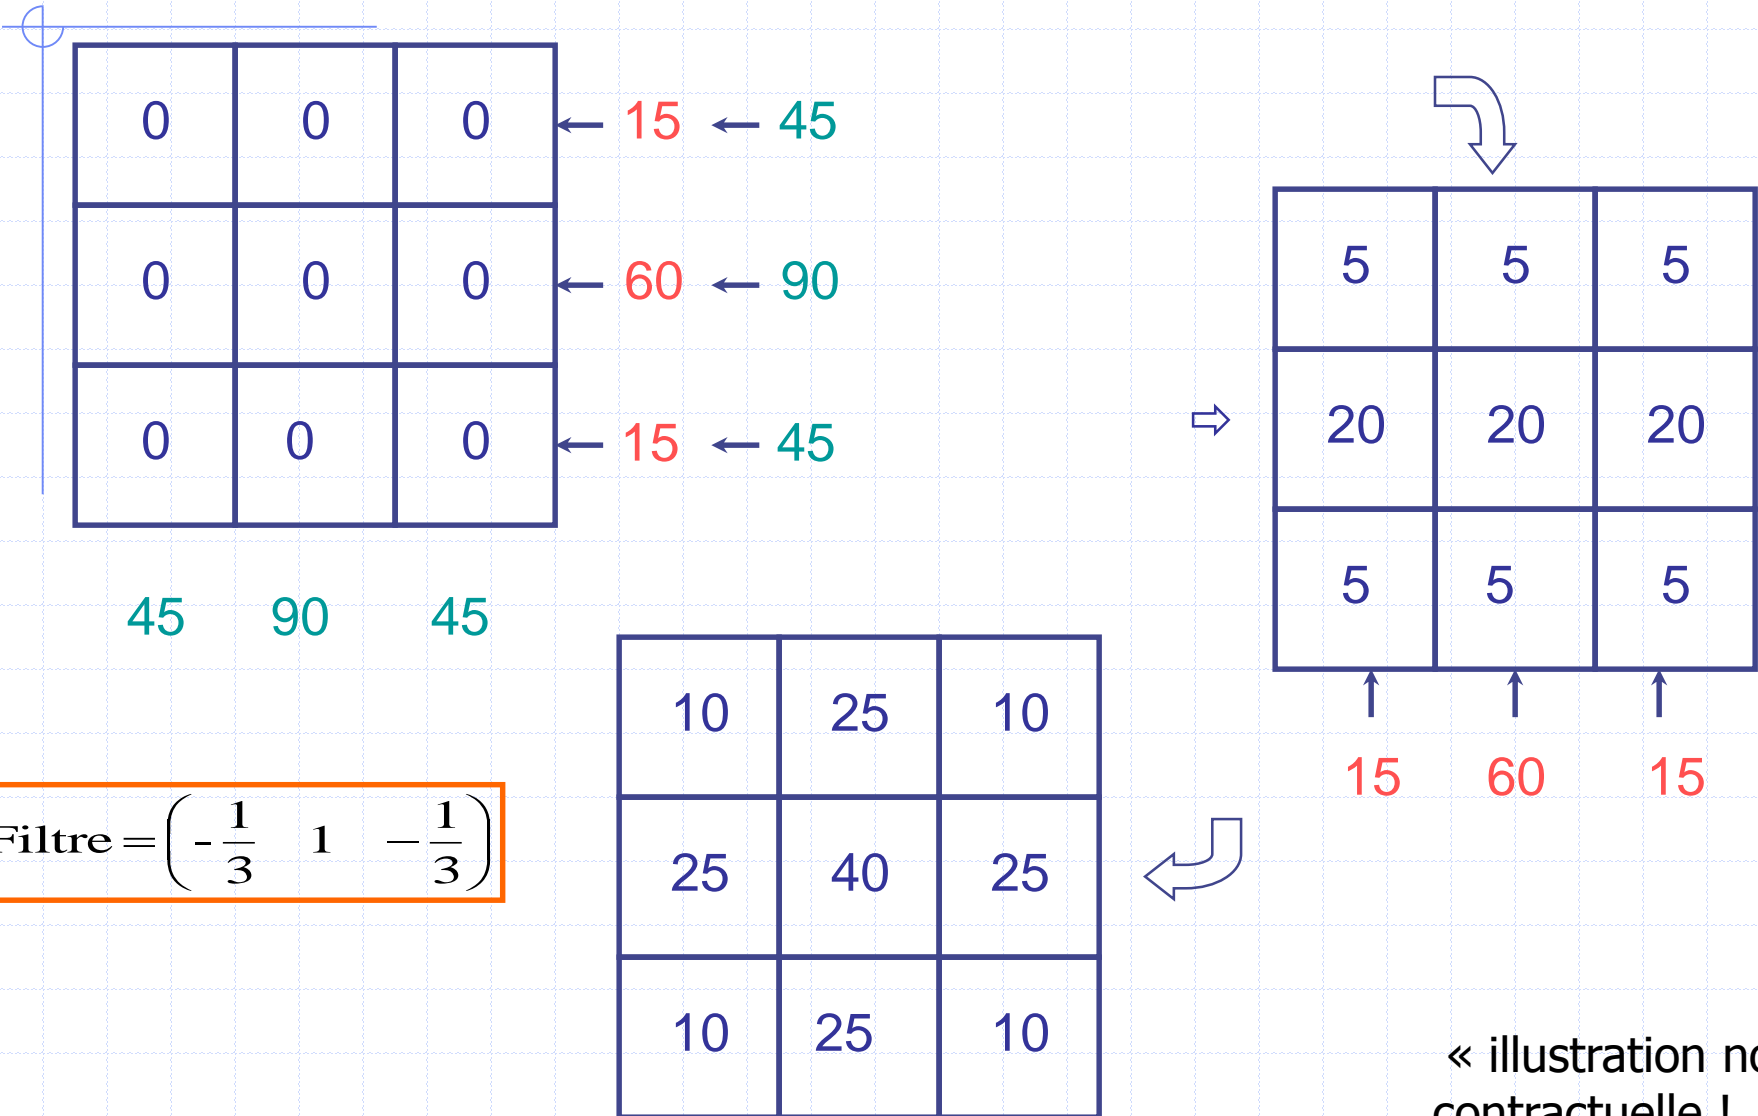 0 0 0 ← 15 ← 45
0 0 0 ← 60 ← 90
0 0 0 ← 15 ← 45
45 90 45
5 5 5
20 20 20
5 5 5
15 60 15
10 25 10
25 40 25
10 25 10
Filtre = (-1/3 1 −1/3)
« illustration
contractuelle !